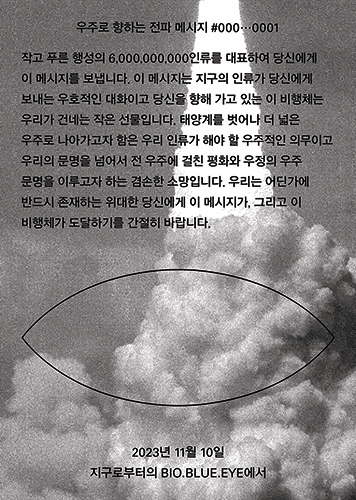 우주로 향하는 전파 메시지 #000…0001
작고 푸른 행성의 6,000,000,000인류를 대표하여 당신에게
이 메시지를 보냅니다. 이 메시지는 지구의 인류가 당신에게
보내는 우호적인 대화이고 당신을 향해 가고 있는 이 비행체는
우리가 건네는 작은 선물입니다. 태양계를 벗어나 더 넓은
우주로 나아가고자 함은 우리 인류가 해야 할 우주적인 의무이고
우리의 문명을 넘어서 전 우주에 걸친 평화와 우정의 우주
문명을 이루고자 하는 겸손한 소망입니다. 우리는 어딘가에
반드시 존재하는 위대한 당신에게 이 메시지가, 그리고 이
비행체가 도달하기를 간절히 바랍니다.
2023년 11월 10일
지구로부터의 BIO.BLUE.EYE에서